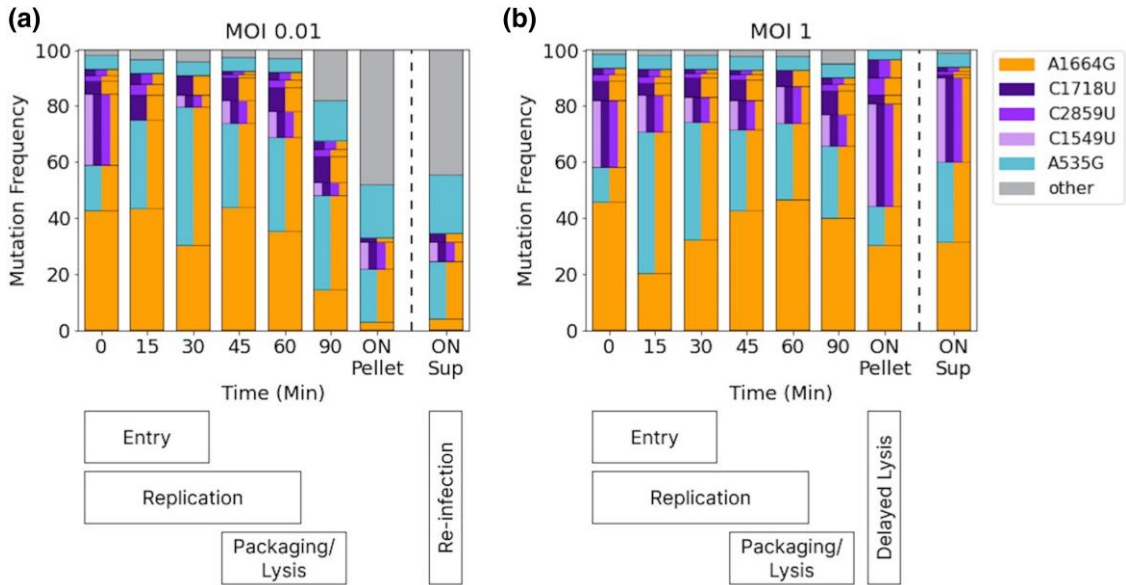 (a)
MOI 0.01
Mutation Frequency
100
80
60
40
20
0
0 15 30 45 60 90 ON ON
Pellet Sup
Time (Min)
Entry
Replication
Packaging/
Lysis
Re-infection
(b)
MOI 1
Mutation Frequency
100
80
60
40
20
0
0 15 30 45 60 90 ON ON
Pellet Sup
Time (Min)
Entry
Replication
Packaging/
Lysis
Delayed Lysis
A1664G
C1718U
C2859U
C1549U
A535G
other